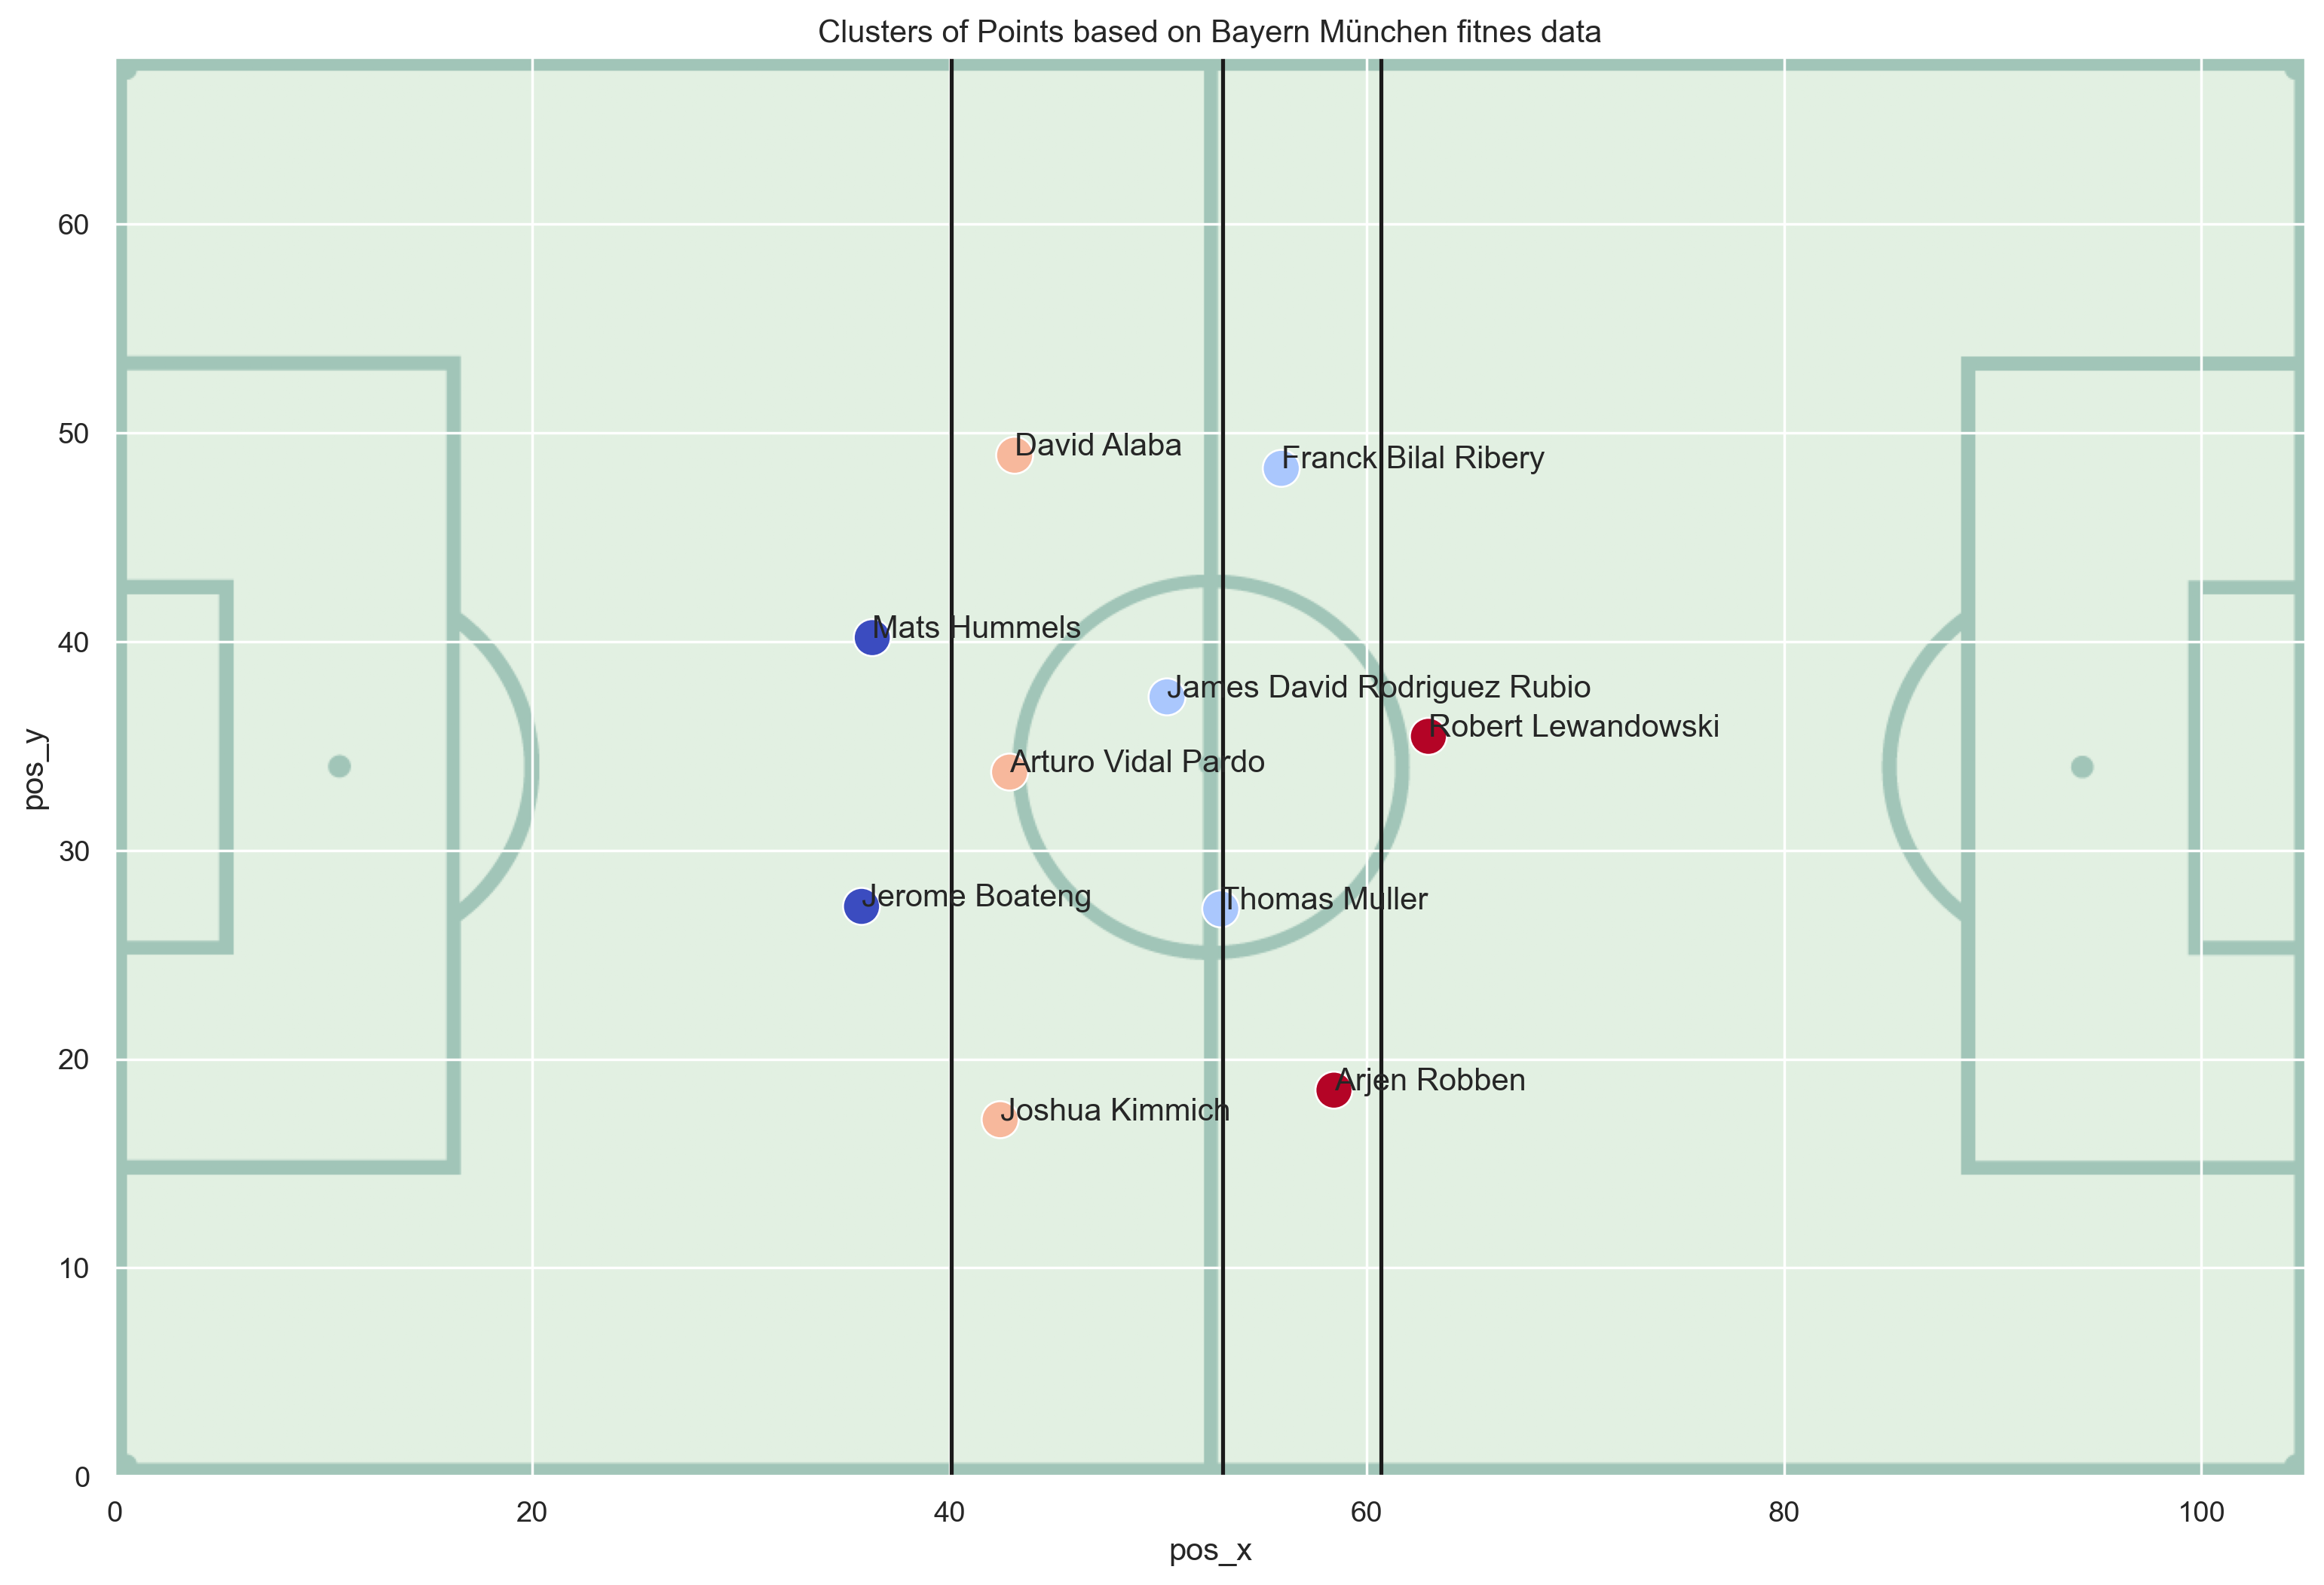 Clusters of Points based on Bayern München fitnes data
60
50
40
30
20
10
0
pos_y
David Alaba
Franck Bilal Ribery
Mats Hummels
James David Rodriguez Rubio
Robert Lewandowski
Arturo Vidal Pardo
Jerome Boateng
Thomas Muller
Arjen Robben
Joshua Kimmich
0
20
40
60
80
100
pos_x